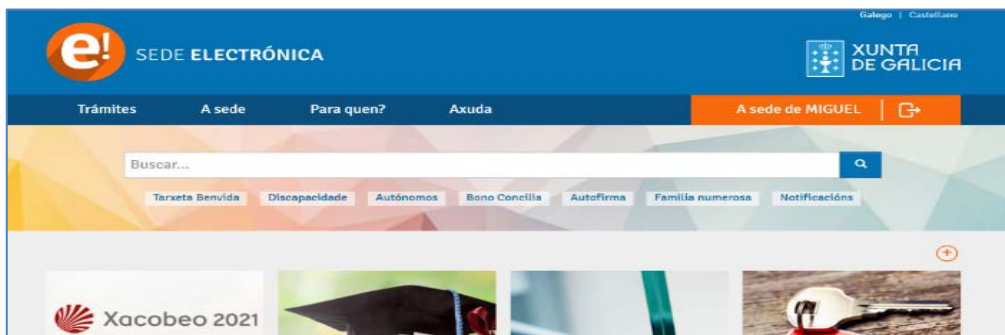 Galego | Castellano
e! SEDE ELECTRÓNICA
XUNTA
DE GALICIA
Trámites A sede Para quen? Axuda A sede de MIGUEL
Buscar...
Tarxeta Benvida Discapacidade Autónomos Bono Concilia Autofirma Familia numerosa Notificacións
Xacobeo 2021